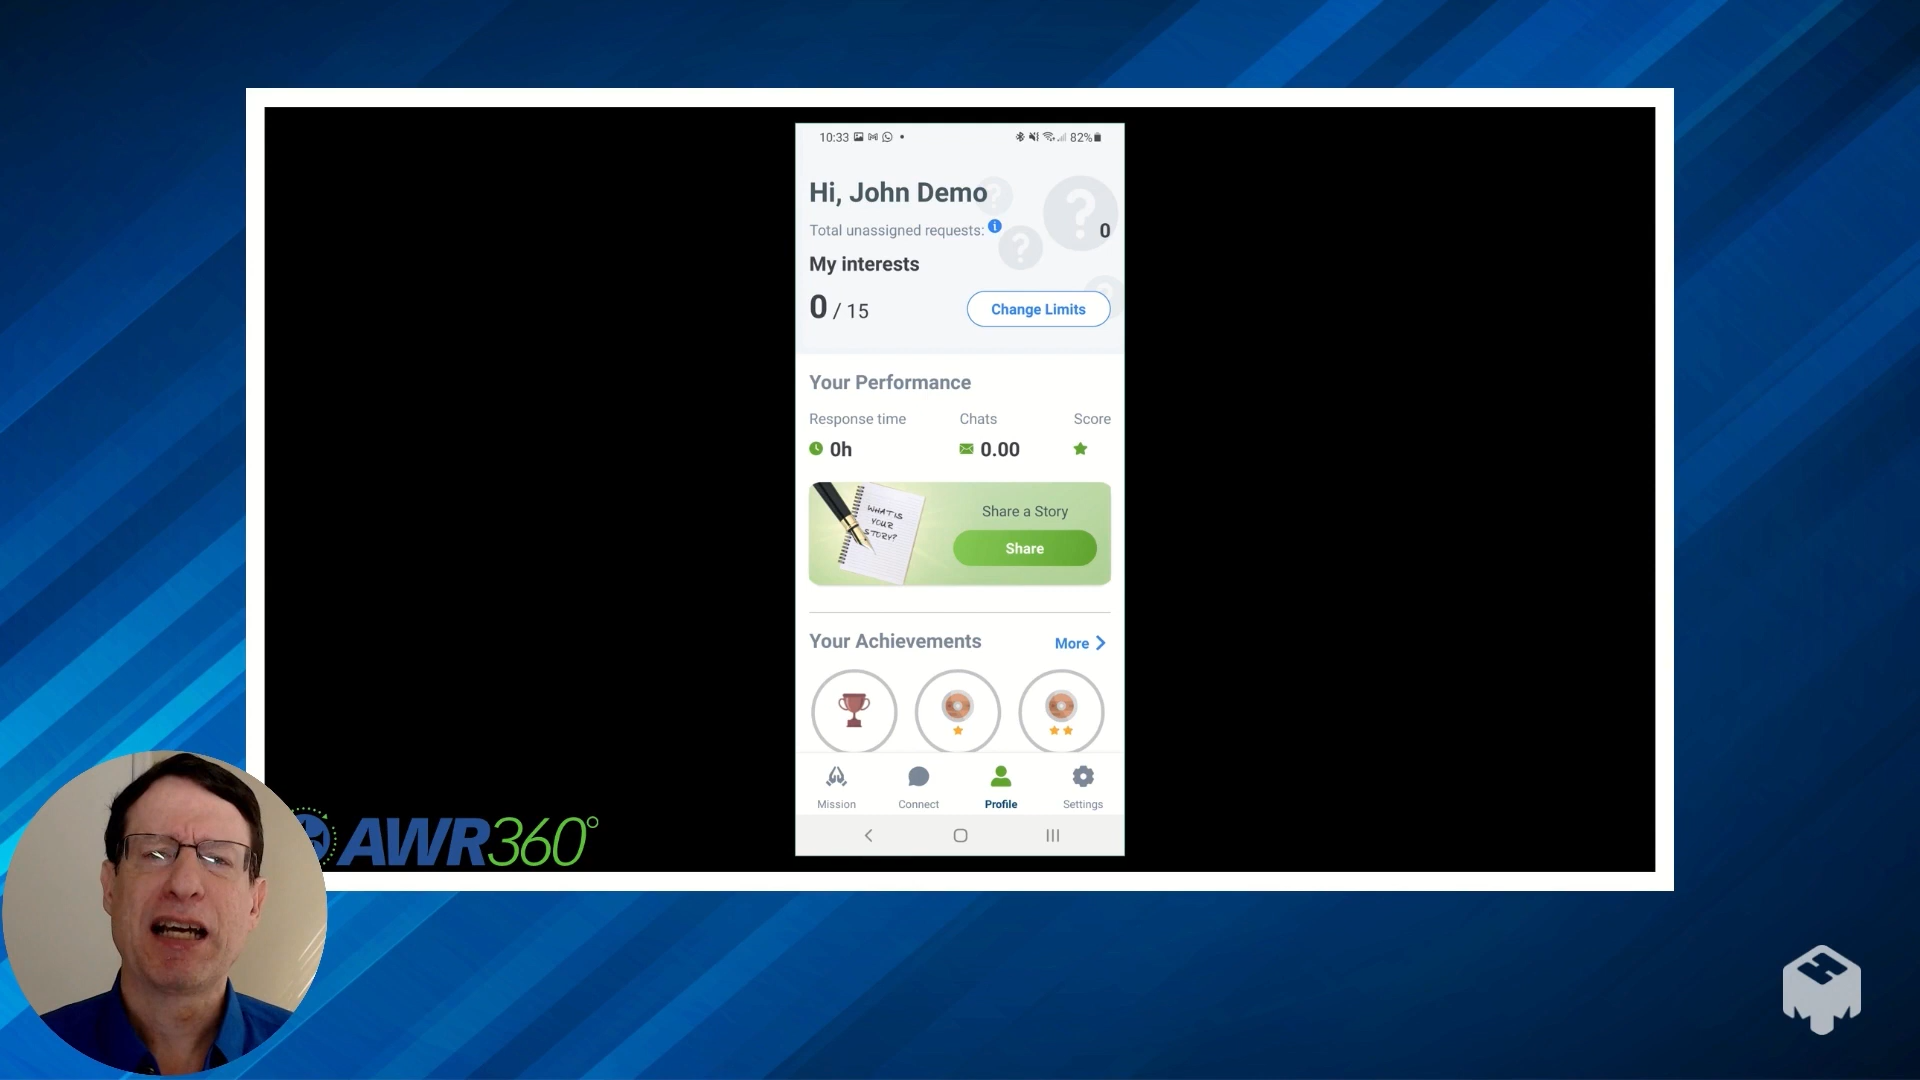 10:33
82%
Hi, John Demo
Total unassigned requests:
0
My interests
0 / 15
Change Limits
Your Performance
Response time
Chats
Score
0h
0.00
WHAT IS
YOUR
STORY?
Share a Story
Share
Your Achievements
More
Mission
Connect
Profile
Settings
AWR360°